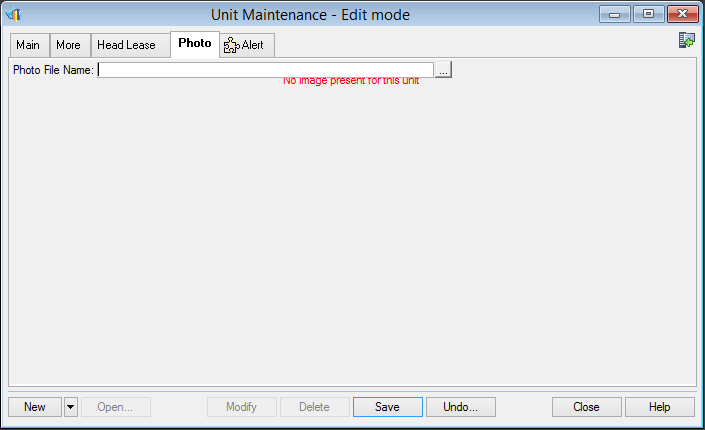 Unit Maintenance - Edit mode
Main More Head Lease Photo Alert
Photo File Name: ...
No image present for this unit
New Open... Modify Delete Save Undo... Close Help